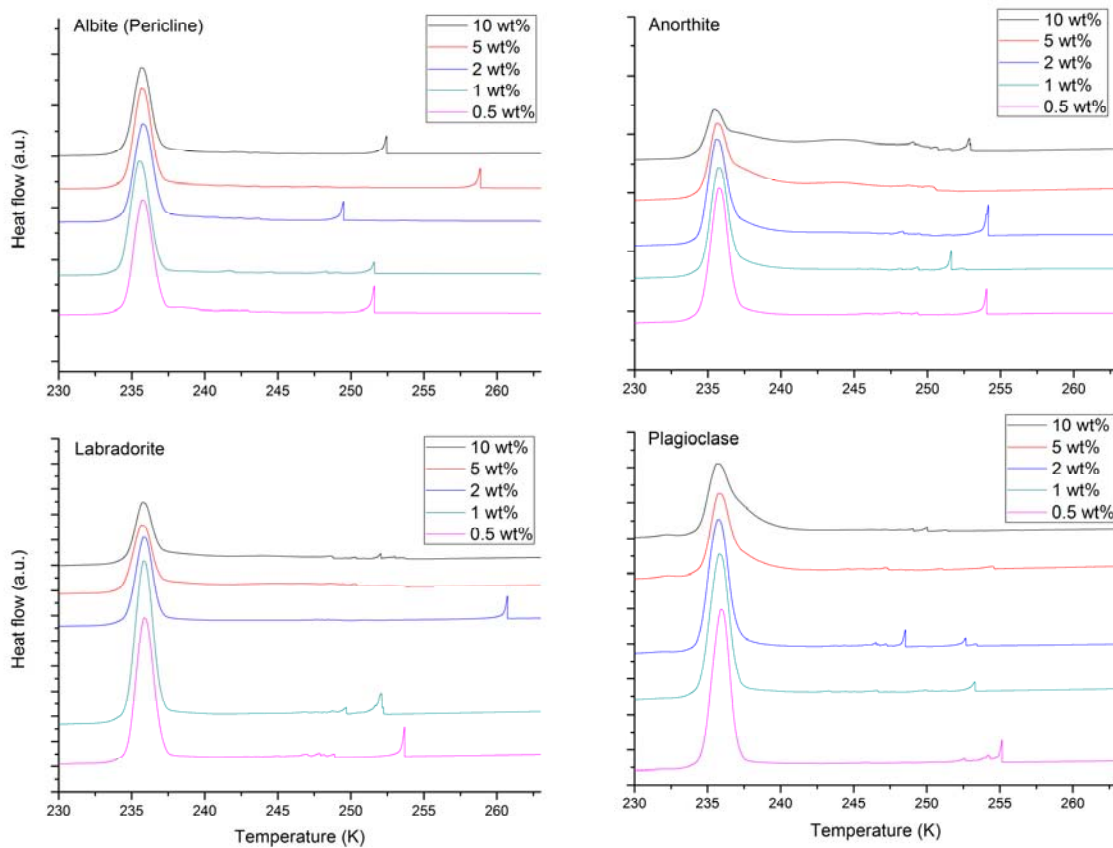 Albite (Periclíne)
10 wt%
5 wt%
2 wt%
1 wt%
0.5 wt%
Heat flow (a.u.)
230 235 240 245 250 255 260
Anorthite
10 wt%
5 wt%
2 wt%
1 wt%
0.5 wt%
230 235 240 245 250 255 260
Labradorite
10 wt%
5 wt%
2 wt%
1 wt%
0.5 wt%
Heat flow (a.u.)
230 235 240 245 250 255 260
Temperature (K)
Plagioclase
10 wt%
5 wt%
2 wt%
1 wt%
0.5 wt%
230 235 240 245 250 255 260
Temperature (K)